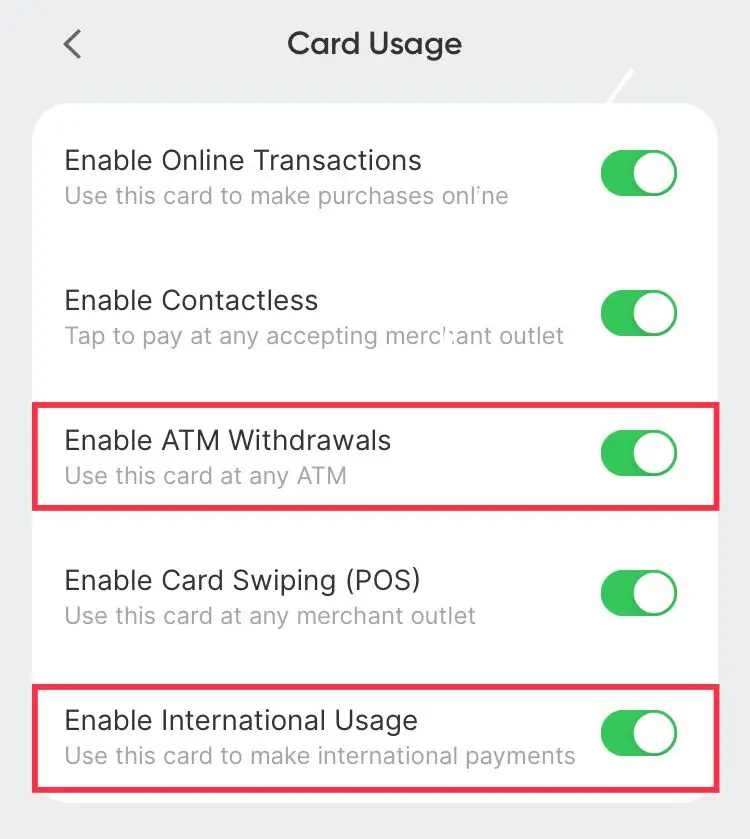 Card Usage
Enable Online Transactions
Use this card to make purchases online
Enable Contactless
Tap to pay at any accepting merchant outlet
Enable ATM Withdrawals
Use this card at any ATM
Enable Card Swiping (POS)
Use this card at any merchant outlet
Enable International Usage
Use this card to make international payments